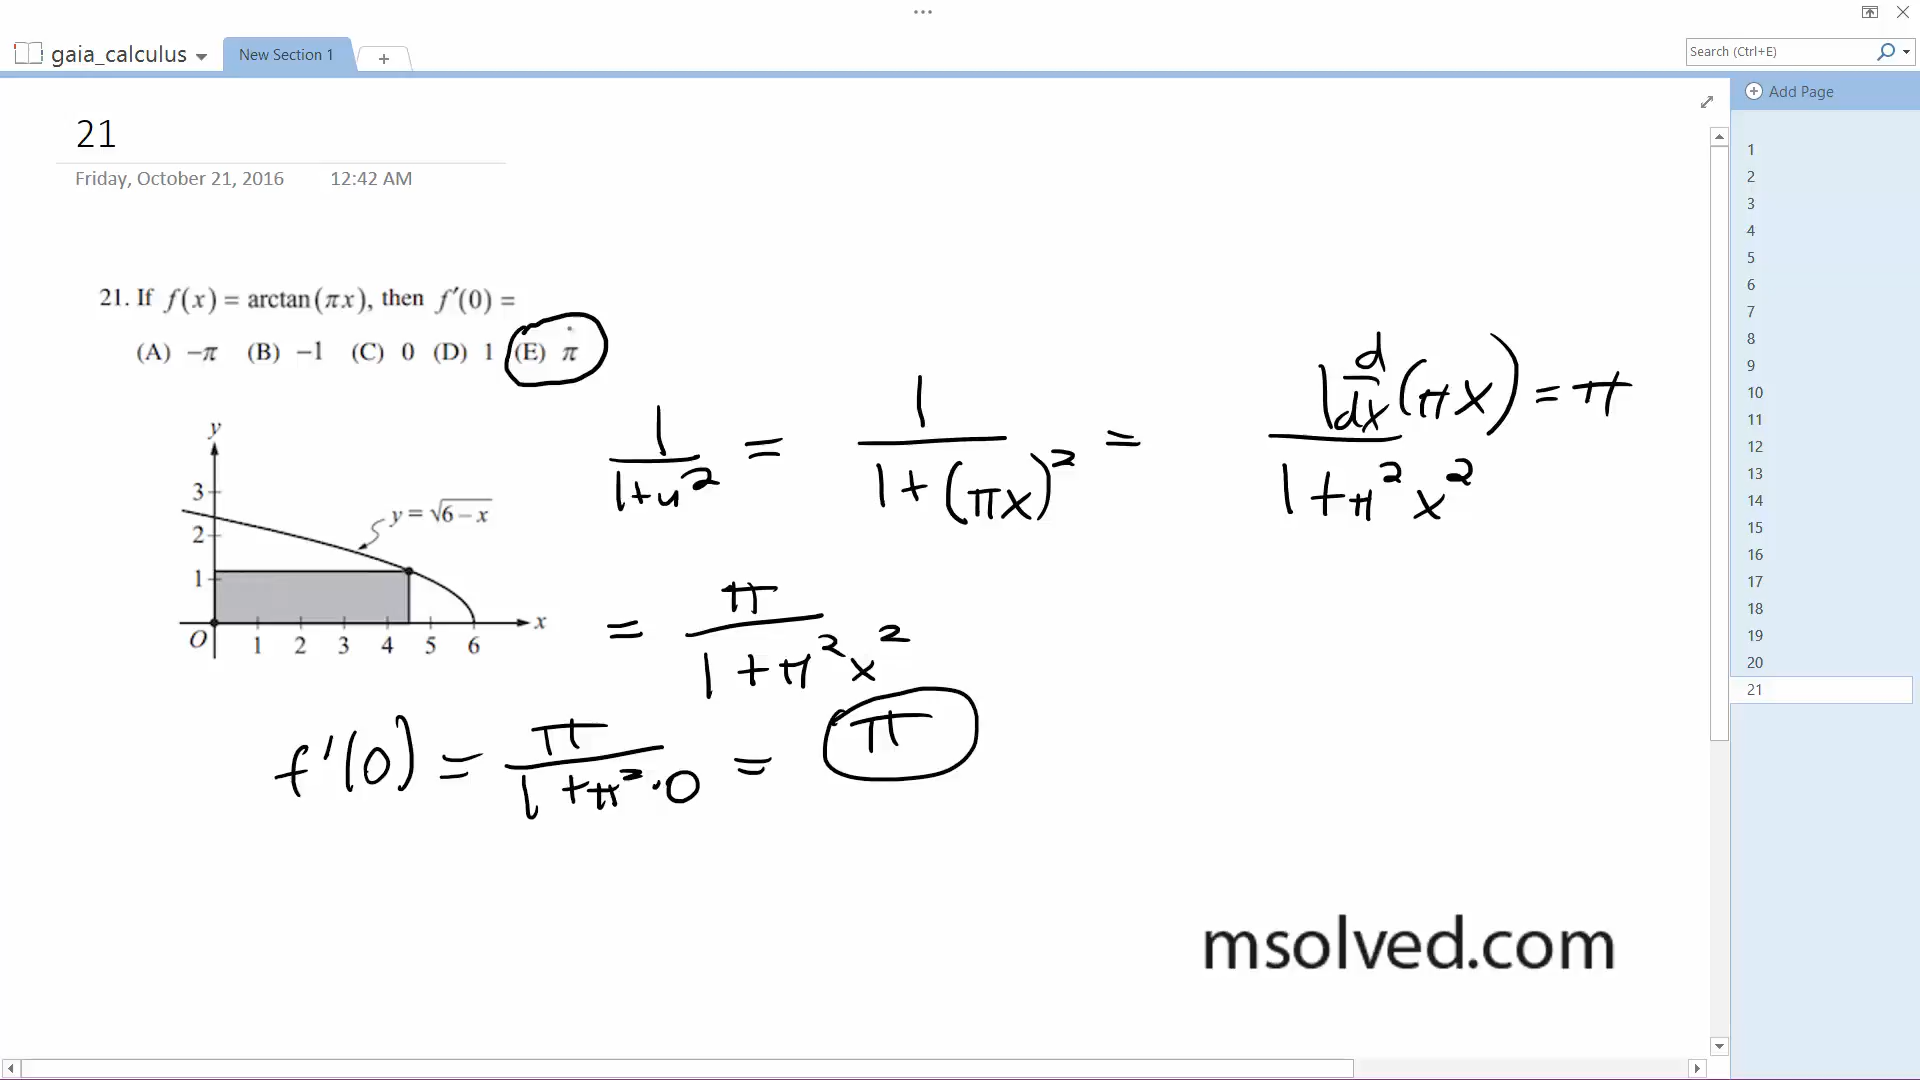 gaia_calculus
New Section 1
+
Search (Ctrl+E)
Add Page
21
Friday, October 21, 2016 12:42 AM
21. If f(x) = arctan(πx), then f′(0) =
(A) −π (B) −1 (C) 0 (D) 1 (E) π
1/(1+u²) = 1/(1+(πx)²) = 1 d/dx (πx) = π
1+π²x²
y
3
2
1
y = √6 − x
O 1 2 3 4 5 6 x
= π/(1+π²x²)
f'(0) = π/(1+π²·0) = π
msolved.com
1
2
3
4
5
6
7
8
9
10
11
12
13
14
15
16
17
18
19
20
21